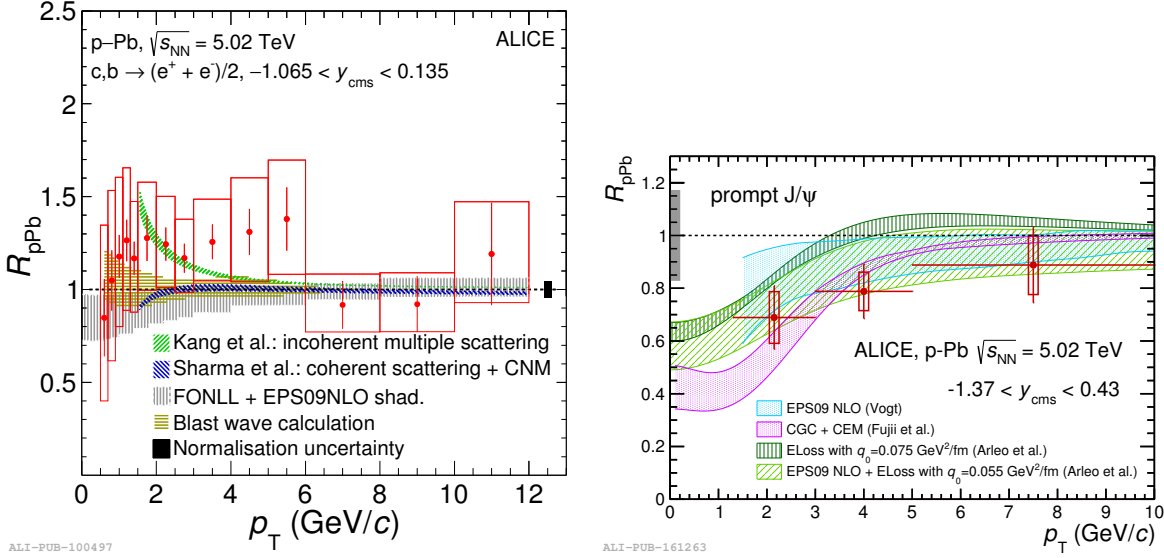 2.5
p–Pb, √sNN = 5.02 TeV
ALICE
c,b → (e⁺ + e⁻)/2, −1.065 < ycms < 0.135
2
1.5
1
0.5
RpPb
Kang et al.: incoherent multiple scattering
Sharma et al.: coherent scattering + CNM
FONLL + EPS09NLO shad.
Blast wave calculation
Normalisation uncertainty
0 2 4 6 8 10 12
pT (GeV/c)
ALI-PUB-100497
RpPb
1.2
1
0.8
0.6
0.4
0.2
0
prompt J/ψ
ALICE, p-Pb √sNN = 5.02 TeV
-1.37 < ycms < 0.43
EPS09 NLO (Vogt)
CGC + CEM (Fujii et al.)
ELoss with q0=0.075 GeV²/fm (Arleo et al.)
EPS09 NLO + ELoss with q0=0.055 GeV²/fm (Arleo et al.)
0 1 2 3 4 5 6 7 8 9 10
pT (GeV/c)
ALI-PUB-161263